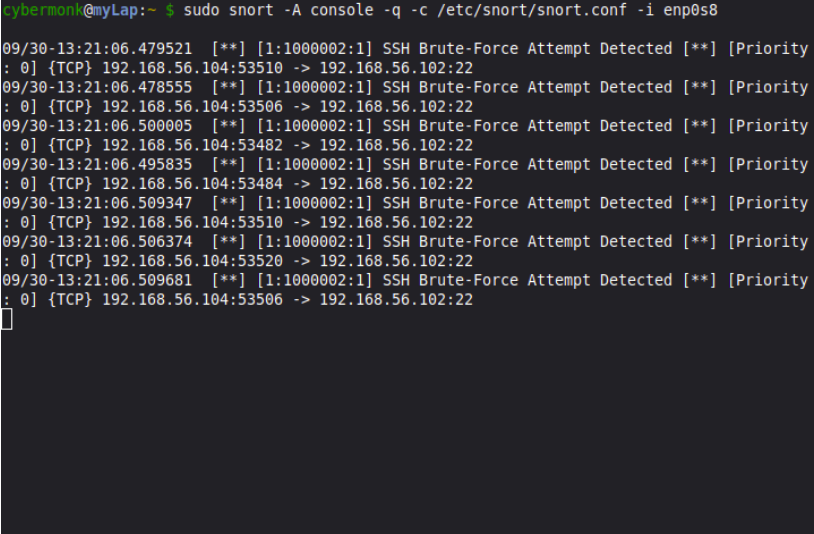 cybermonk@myLap:~ $ sudo snort -A console -q -c /etc/snort/snort.conf -i enp0s8
09/30-13:21:06.479521  [**] [1:1000002:1] SSH Brute-Force Attempt Detected [**] [Priority
: 0] {TCP} 192.168.56.104:53510 -> 192.168.56.102:22
09/30-13:21:06.478555  [**] [1:1000002:1] SSH Brute-Force Attempt Detected [**] [Priority
: 0] {TCP} 192.168.56.104:53506 -> 192.168.56.102:22
09/30-13:21:06.500005  [**] [1:1000002:1] SSH Brute-Force Attempt Detected [**] [Priority
: 0] {TCP} 192.168.56.104:53482 -> 192.168.56.102:22
09/30-13:21:06.495835  [**] [1:1000002:1] SSH Brute-Force Attempt Detected [**] [Priority
: 0] {TCP} 192.168.56.104:53484 -> 192.168.56.102:22
09/30-13:21:06.509347  [**] [1:1000002:1] SSH Brute-Force Attempt Detected [**] [Priority
: 0] {TCP} 192.168.56.104:53510 -> 192.168.56.102:22
09/30-13:21:06.506374  [**] [1:1000002:1] SSH Brute-Force Attempt Detected [**] [Priority
: 0] {TCP} 192.168.56.104:53520 -> 192.168.56.102:22
09/30-13:21:06.509681  [**] [1:1000002:1] SSH Brute-Force Attempt Detected [**] [Priority
: 0] {TCP} 192.168.56.104:53506 -> 192.168.56.102:22